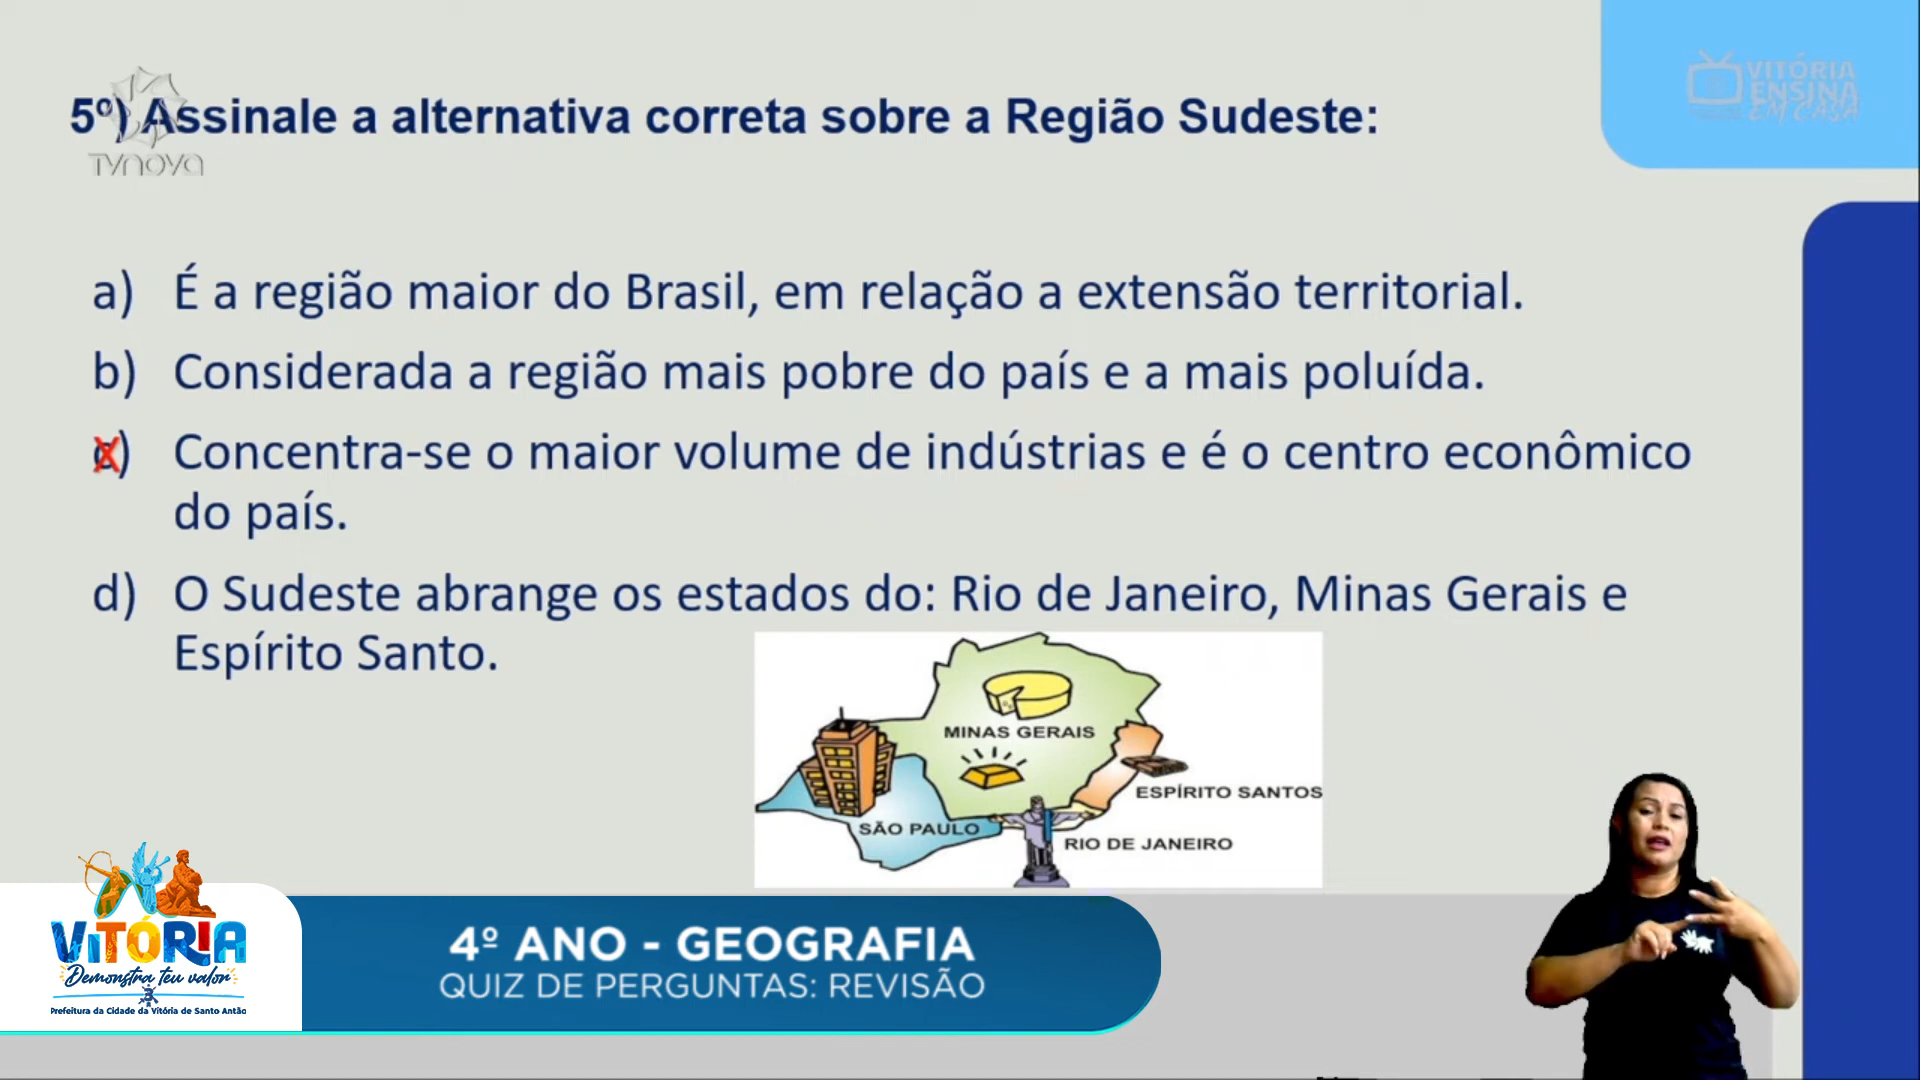 5º) Assinale a alternativa correta sobre a Região Sudeste:
TVNOVA
VITÓRIA
ENSINA
EM CASA
a) É a região maior do Brasil, em relação a extensão territorial.
b) Considerada a região mais pobre do país e a mais poluída.
c) Concentra-se o maior volume de indústrias e é o centro econômico
do país.
d) O Sudeste abrange os estados do: Rio de Janeiro, Minas Gerais e
Espírito Santo.
MINAS GERAIS
ESPÍRITO SANTOS
SÃO PAULO
RIO DE JANEIRO
VITÓRIA
Demonstra teu valor
Prefeitura da Cidade da Vitória de Santo Antão
4º ANO - GEOGRAFIA
QUIZ DE PERGUNTAS: REVISÃO